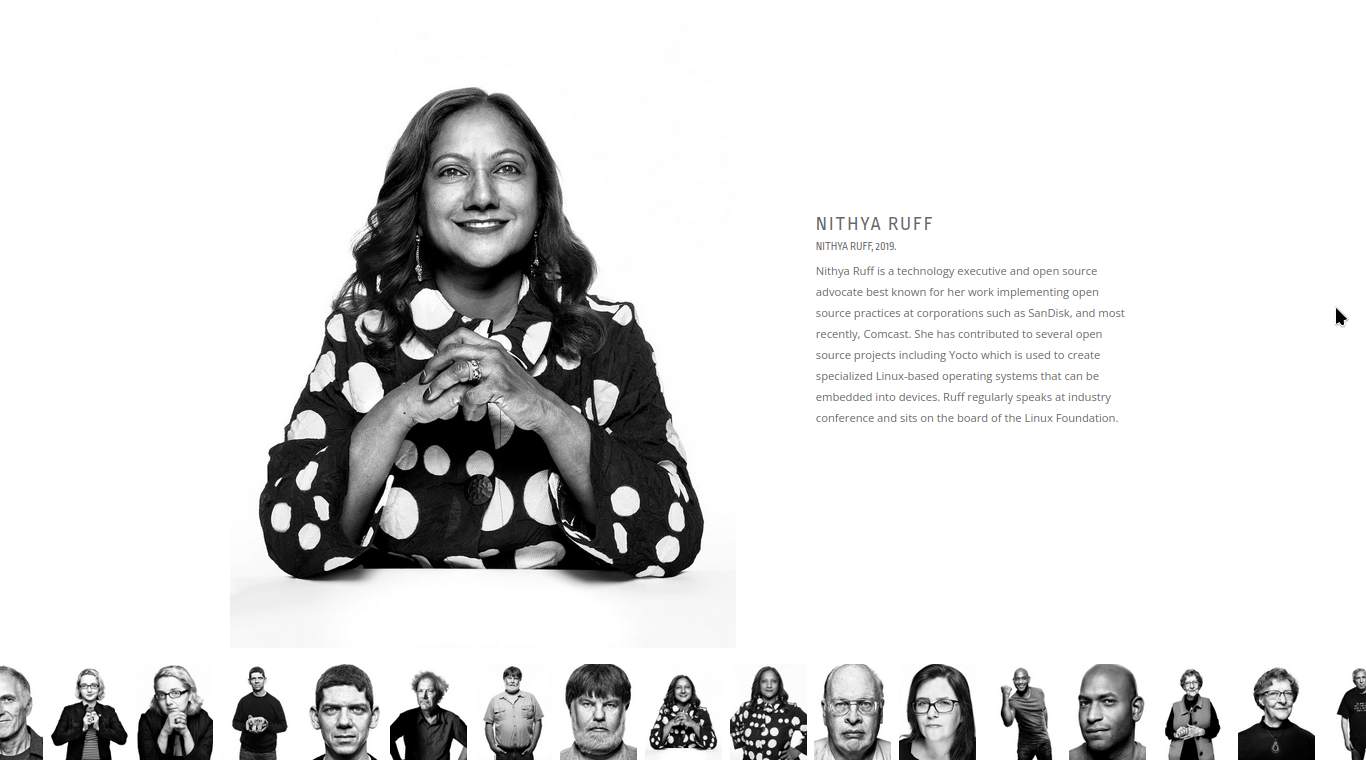 NITHYA RUFF
NITHYA RUFF, 2019.
Nithya Ruff is a technology executive and open source
advocate best known for her work implementing open
source practices at corporations such as SanDisk, and most
recently, Comcast. She has contributed to several open
source projects including Yocto which is used to create
specialized Linux-based operating systems that can be
embedded into devices. Ruff regularly speaks at industry
conference and sits on the board of the Linux Foundation.